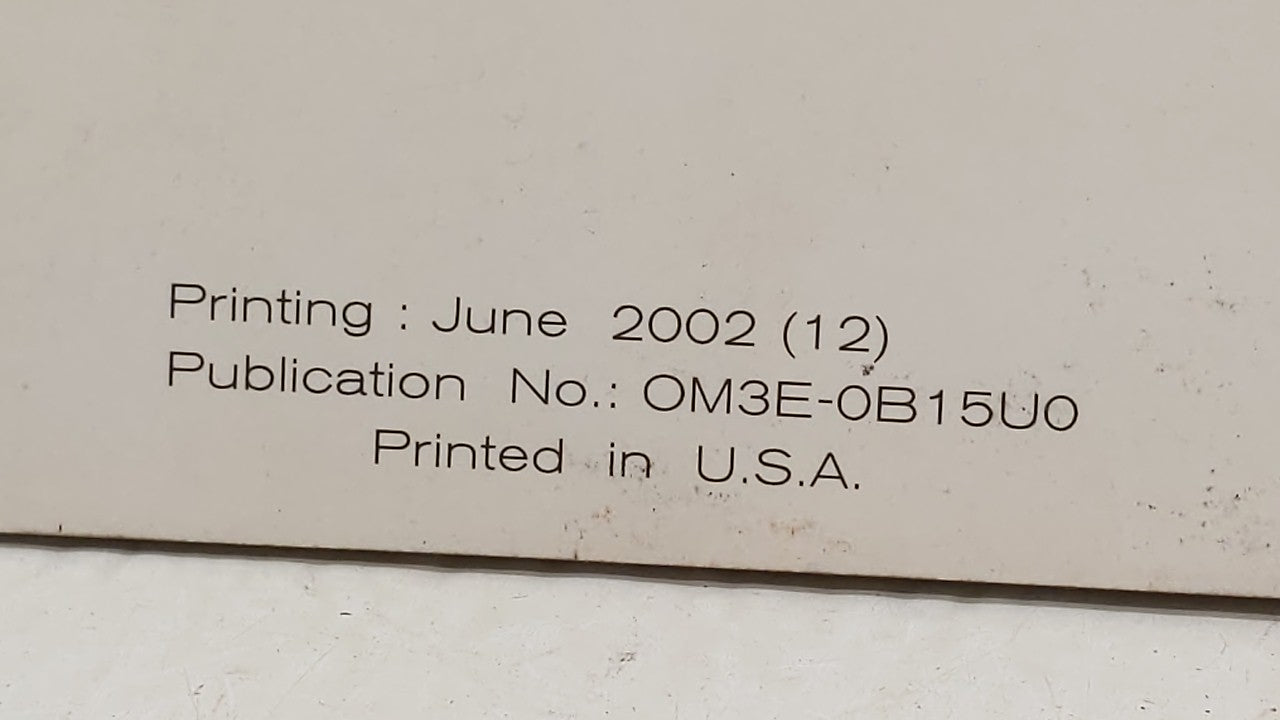 Printing : June 2002 (12)
Publication No.: OM3E-0B15U0
Printed in U.S.A.